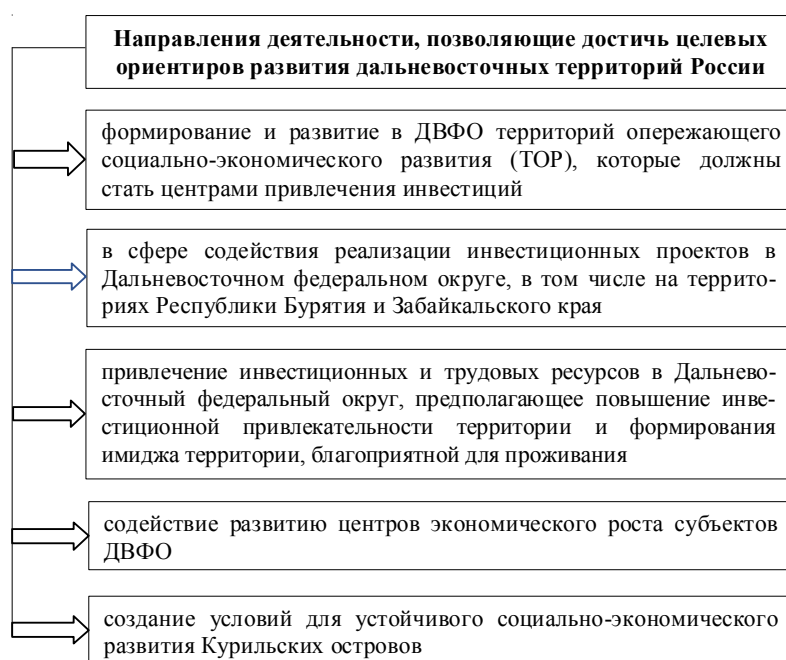 Направления деятельности, позволяющие достичь целевых
ориентиров развития дальневосточных территорий России
формирование и развитие в ДВФО территорий опережающего
социально-экономического развития (ТОР), которые должны
стать центрами привлечения инвестиций
в сфере содействия реализации инвестиционных проектов в
Дальневосточном федеральном округе, в том числе на террито-
риях Республики Бурятия и Забайкальского края
привлечение инвестиционных и трудовых ресурсов в Дальнево-
сточный федеральный округ, предполагающее повышение инве-
стиционной привлекательности территории и формирования
имиджа территории, благоприятной для проживания
содействие развитию центров экономического роста субъектов
ДВФО
создание условий для устойчивого социально-экономического
развития Курильских островов